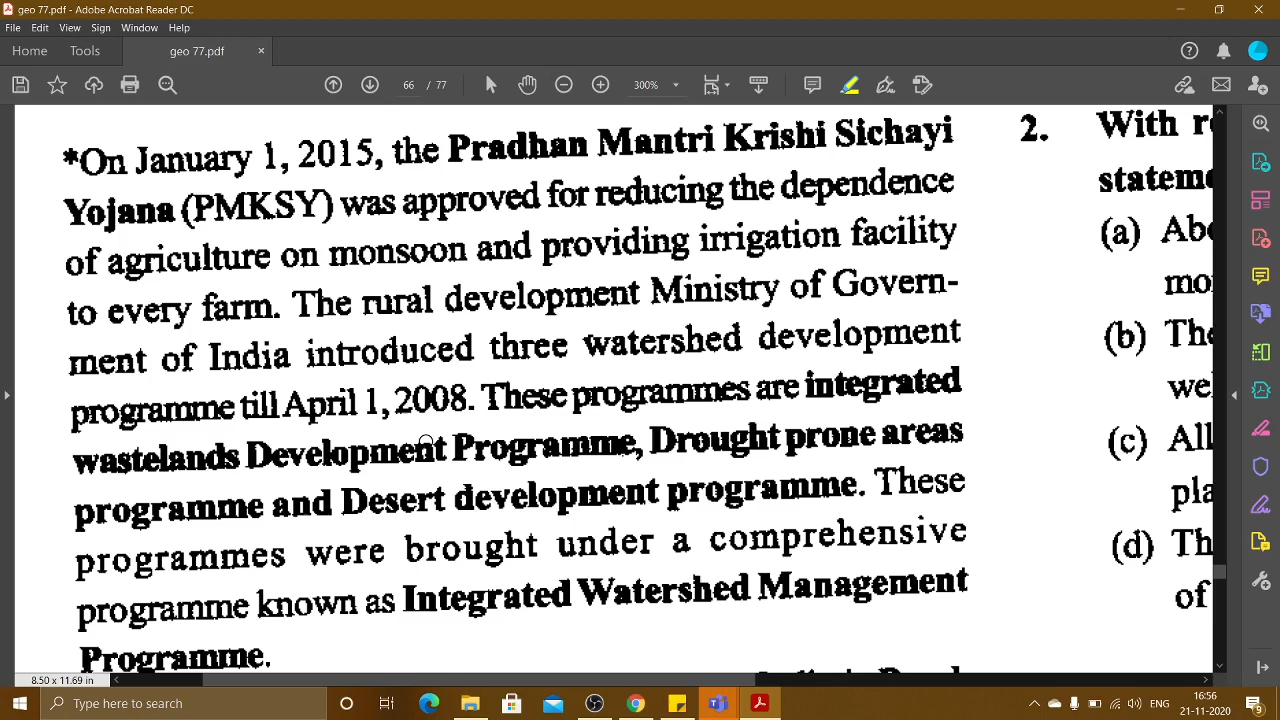 geo 77.pdf - Adobe Acrobat Reader DC
File Edit View Sign Window Help
Home Tools geo 77.pdf ×
66 / 77 300%
*On January 1, 2015, the Pradhan Mantri Krishi Sichayi
Yojana (PMKSY) was approved for reducing the dependence
of agriculture on monsoon and providing irrigation facility
to every farm. The rural development Ministry of Govern-
ment of India introduced three watershed development
programme till April 1, 2008. These programmes are integrated
wastelands Development Programme, Drought prone areas
programme and Desert development programme. These
programmes were brought under a comprehensive
programme known as Integrated Watershed Management
Programme.
2. With r
statem
(a) Abo
mo
(b) The
we
(c) All
pla
(d) Th
of
8.50 x 11.69 in
Type here to search
ENG
16:56
21-11-2020
9